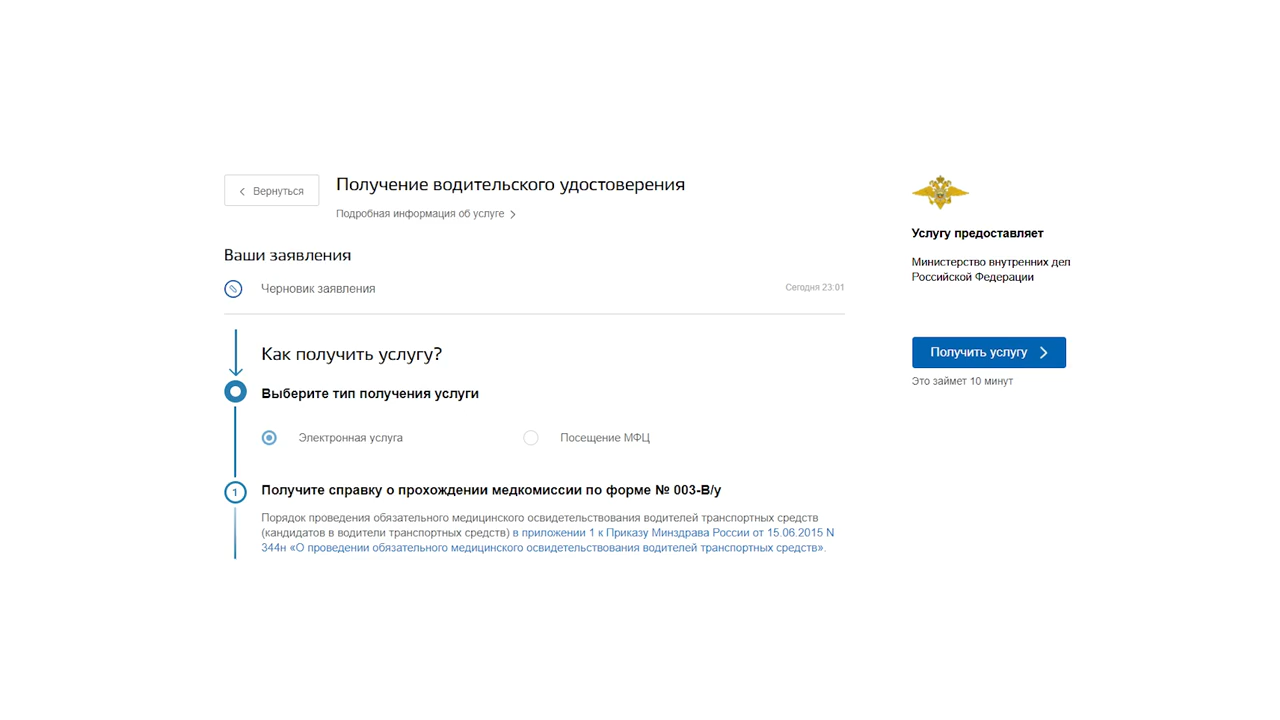 Вернуться
Получение водительского удостоверения
Подробная информация об услуге
Услугу предоставляет
Министерство внутренних дел
Российской Федерации
Ваши заявления
Черновик заявления
Сегодня 23:01
Как получить услугу?
Получить услугу
Это займет 10 минут
Выберите тип получения услуги
Электронная услуга
Посещение МФЦ
1
Получите справку о прохождении медкомиссии по форме № 003-В/у
Порядок проведения обязательного медицинского освидетельствования водителей транспортных средств
(кандидатов в водители транспортных средств) в приложении 1 к Приказу Минздрава России от 15.06.2015 N
344н «О проведении обязательного медицинского освидетельствования водителей транспортных средств».